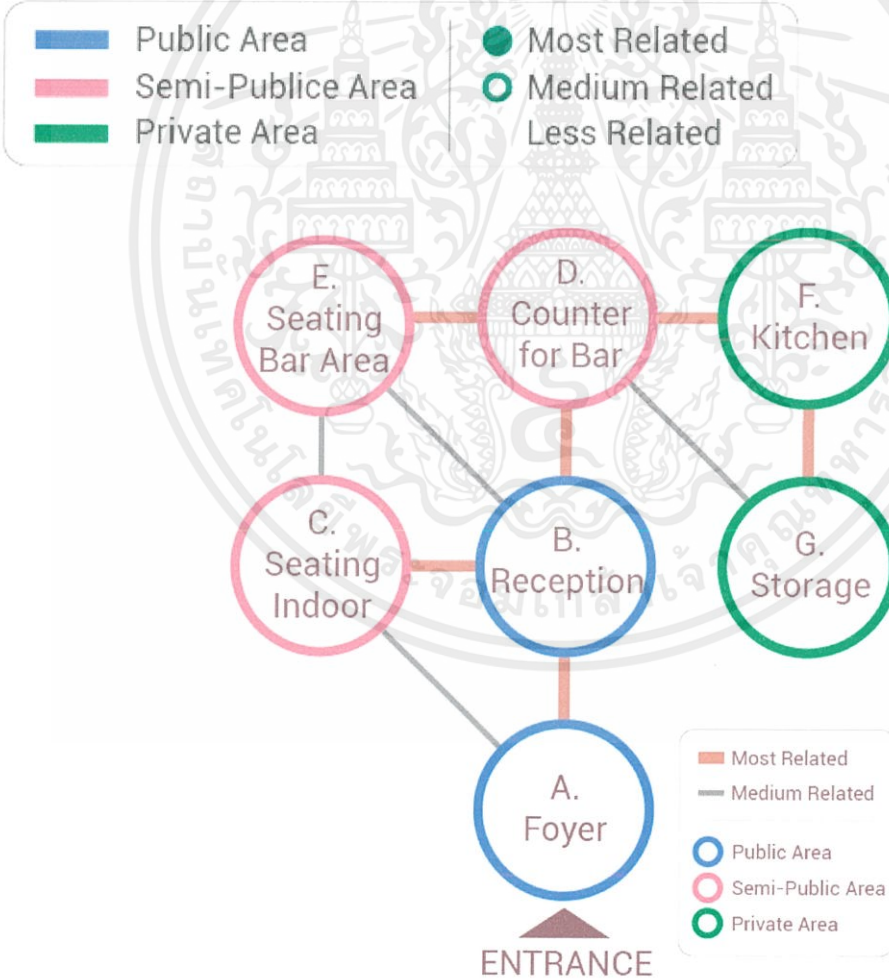 Public Area
Semi-Publice Area
Private Area
Most Related
Medium Related
Less Related
E.
Seating
Bar Area
D.
Counter
for Bar
F.
Kitchen
C.
Seating
Indoor
B.
Reception
G.
Storage
A.
Foyer
ENTRANCE
Most Related
Medium Related
Public Area
Semi-Public Area
Private Area